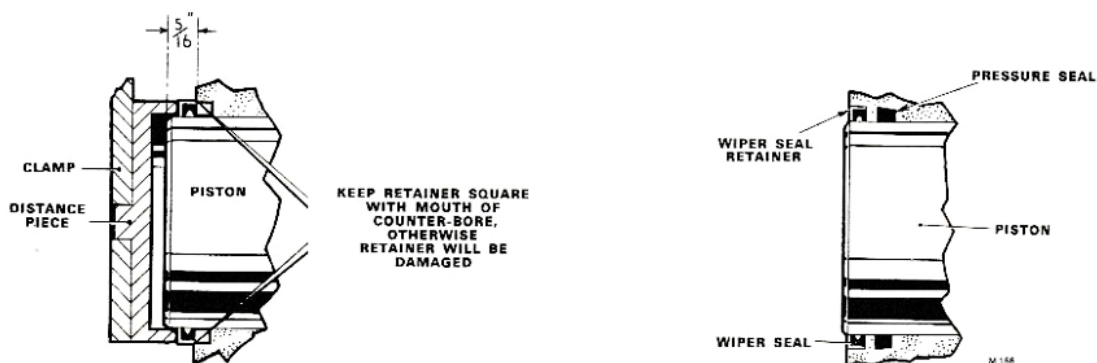 5"
16
CLAMP
DISTANCE
PIECE
PISTON
KEEP RETAINER SQUARE
WITH MOUTH OF
COUNTER-BORE,
OTHERWISE
RETAINER WILL BE
DAMAGED
PRESSURE SEAL
WIPER SEAL
RETAINER
PISTON
WIPER SEAL
M 166